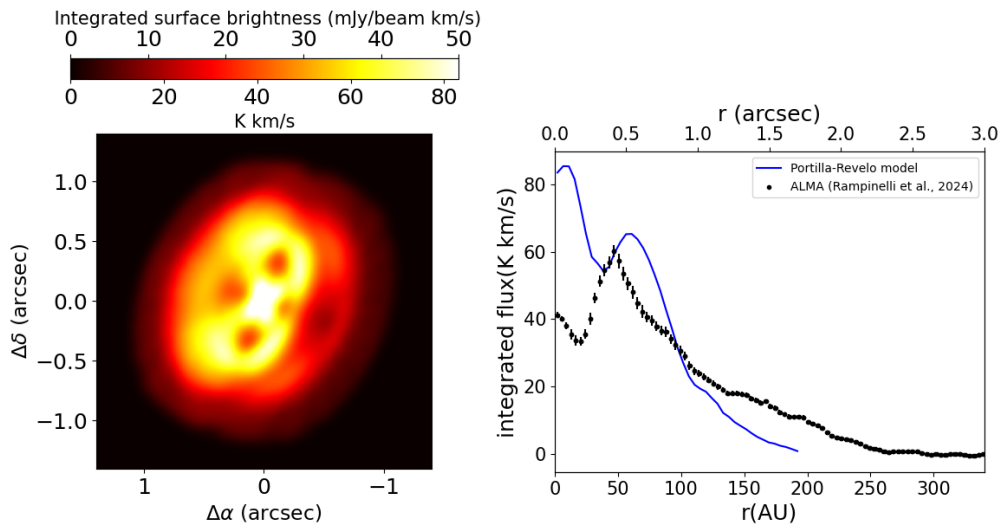 Integrated surface brightness (mJy/beam km/s)
0 10 20 30 40 50
0 20 40 60 80
K km/s
1.0
0.5
0.0
−0.5
−1.0
Δδ (arcsec)
1 0 −1
Δα (arcsec)
r (arcsec)
0.0 0.5 1.0 1.5 2.0 2.5 3.0
Portilla-Revelo model
ALMA (Rampinelli et al., 2024)
80
60
40
20
0
integrated flux(K km/s)
0 50 100 150 200 250 300
r(AU)